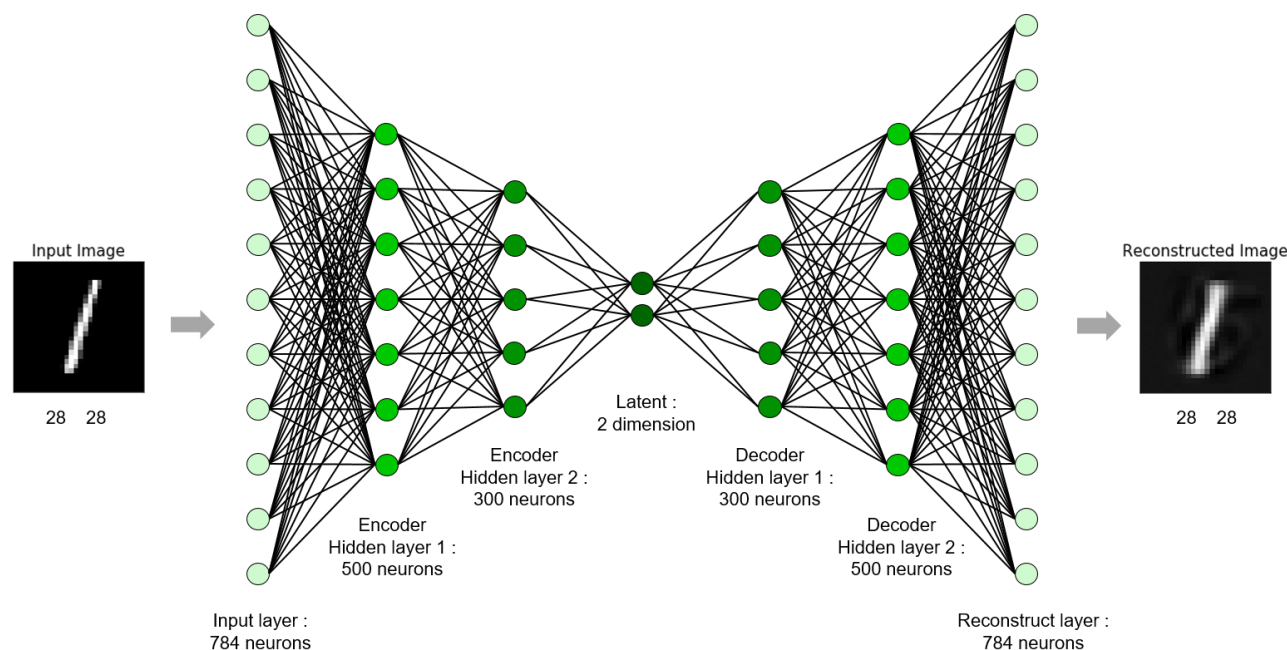 Input Image
28 28
Input layer :
784 neurons
Encoder
Hidden layer 1 :
500 neurons
Encoder
Hidden layer 2 :
300 neurons
Latent :
2 dimension
Decoder
Hidden layer 1 :
300 neurons
Decoder
Hidden layer 2 :
500 neurons
Reconstruct layer :
784 neurons
Reconstructed Image
28 28